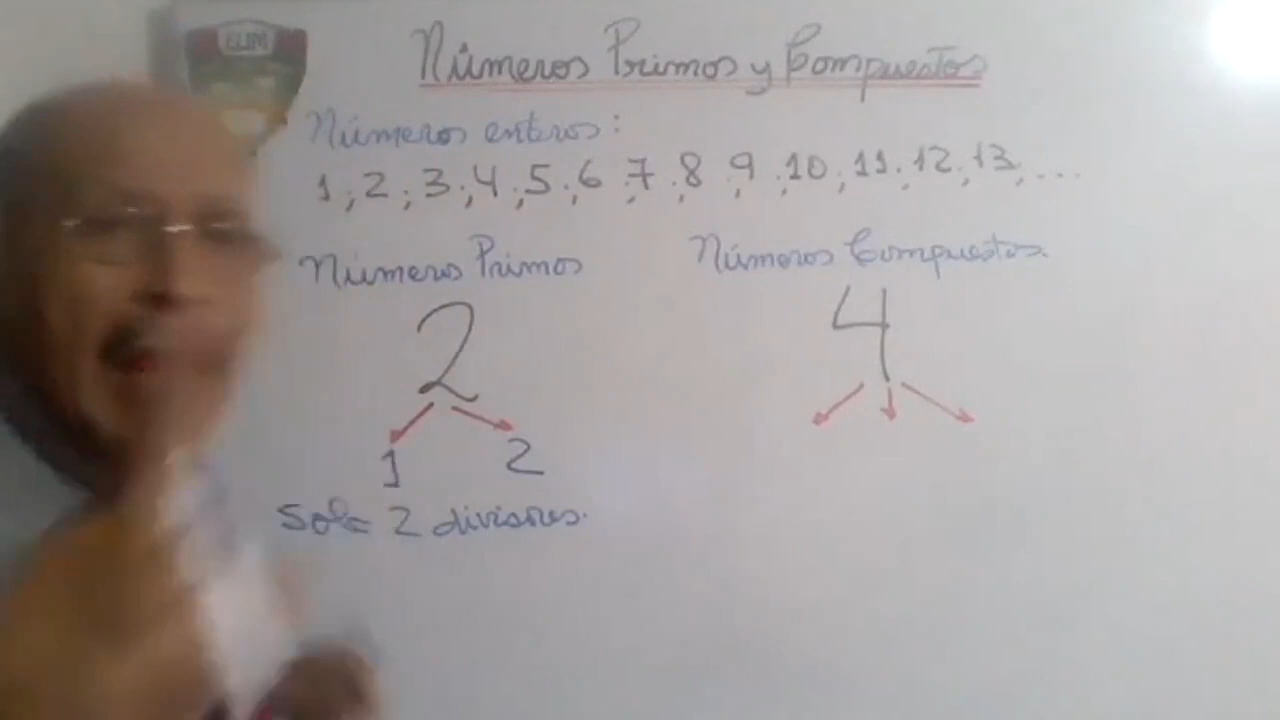 ELIM
Números Primos y Compuestos
Números enteros:
1; 2; 3; 4; 5; 6; 7; 8; 9; 10; 11; 12; 13; ...
Números Primos
Números Compuestos.
2
4
1 2
Solo 2 divisores.